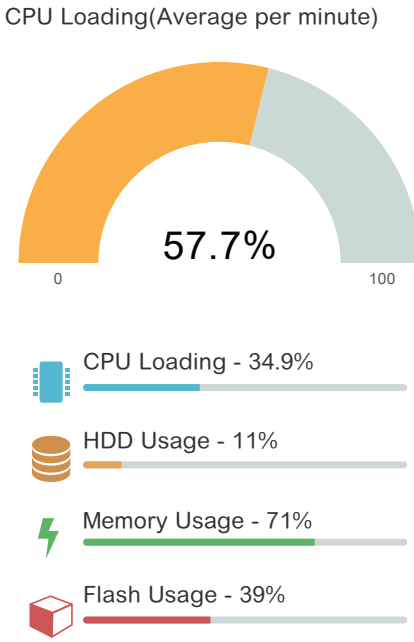 CPU Loading(Average per minute)
57.7%
0 100
CPU Loading - 34.9%
HDD Usage - 11%
Memory Usage - 71%
Flash Usage - 39%